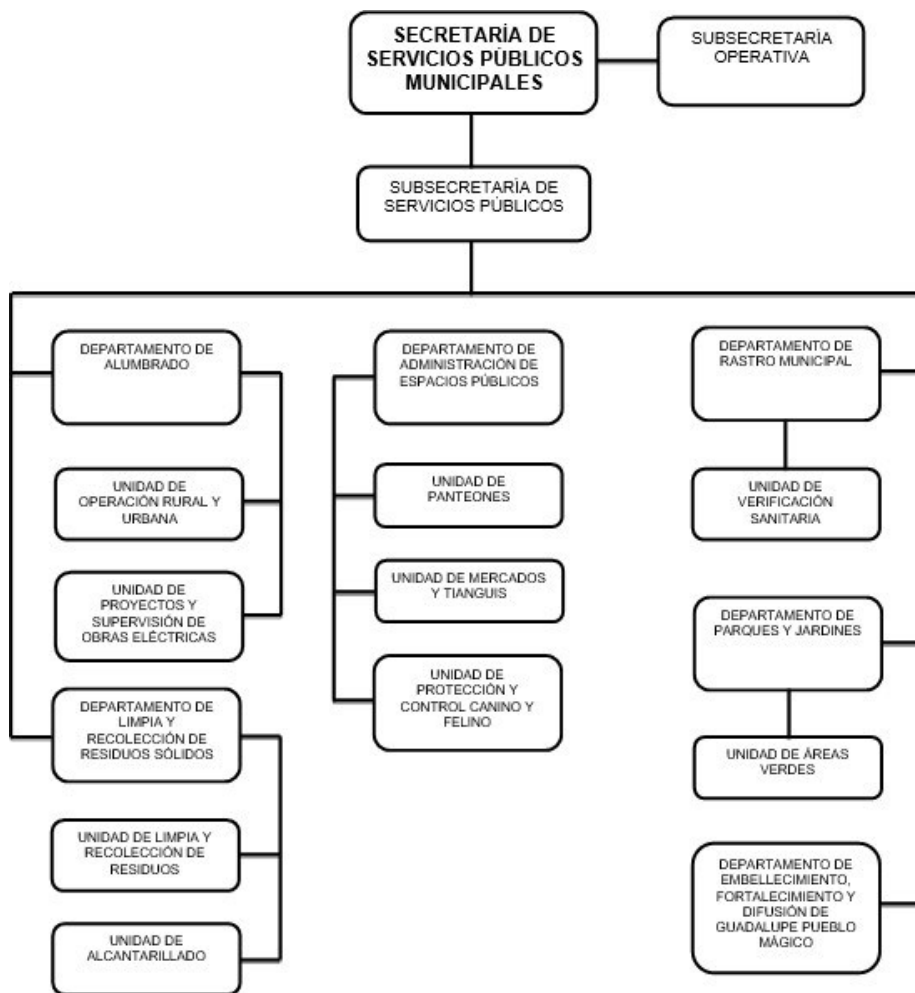 SECRETARÍA DE
SERVICIOS PÚBLICOS
MUNICIPALES
SUBSECRETARÍA
OPERATIVA
SUBSECRETARÍA DE
SERVICIOS PÚBLICOS
DEPARTAMENTO DE
ALUMBRADO
UNIDAD DE
OPERACIÓN RURAL Y
URBANA
UNIDAD DE
PROYECTOS Y
SUPERVISIÓN DE
OBRAS ELÉCTRICAS
DEPARTAMENTO DE
LIMPIA Y
RECOLECCIÓN DE
RESIDUOS SÓLIDOS
UNIDAD DE LIMPIA Y
RECOLECCIÓN DE
RESIDUOS
UNIDAD DE
ALCANTARILLADO
DEPARTAMENTO DE
ADMINISTRACIÓN DE
ESPACIOS PÚBLICOS
UNIDAD DE
PANTEONES
UNIDAD DE MERCADOS
Y TIANGUIS
UNIDAD DE
PROTECCIÓN Y
CONTROL CANINO Y
FELINO
DEPARTAMENTO DE
RASTRO MUNICIPAL
UNIDAD DE
VERIFICACIÓN
SANITARIA
DEPARTAMENTO DE
PARQUES Y JARDINES
UNIDAD DE ÁREAS
VERDES
DEPARTAMENTO DE
EMBELLECIMIENTO,
FORTALECIMIENTO Y
DIFUSIÓN DE
GUADALUPE PUEBLO
MÁGICO